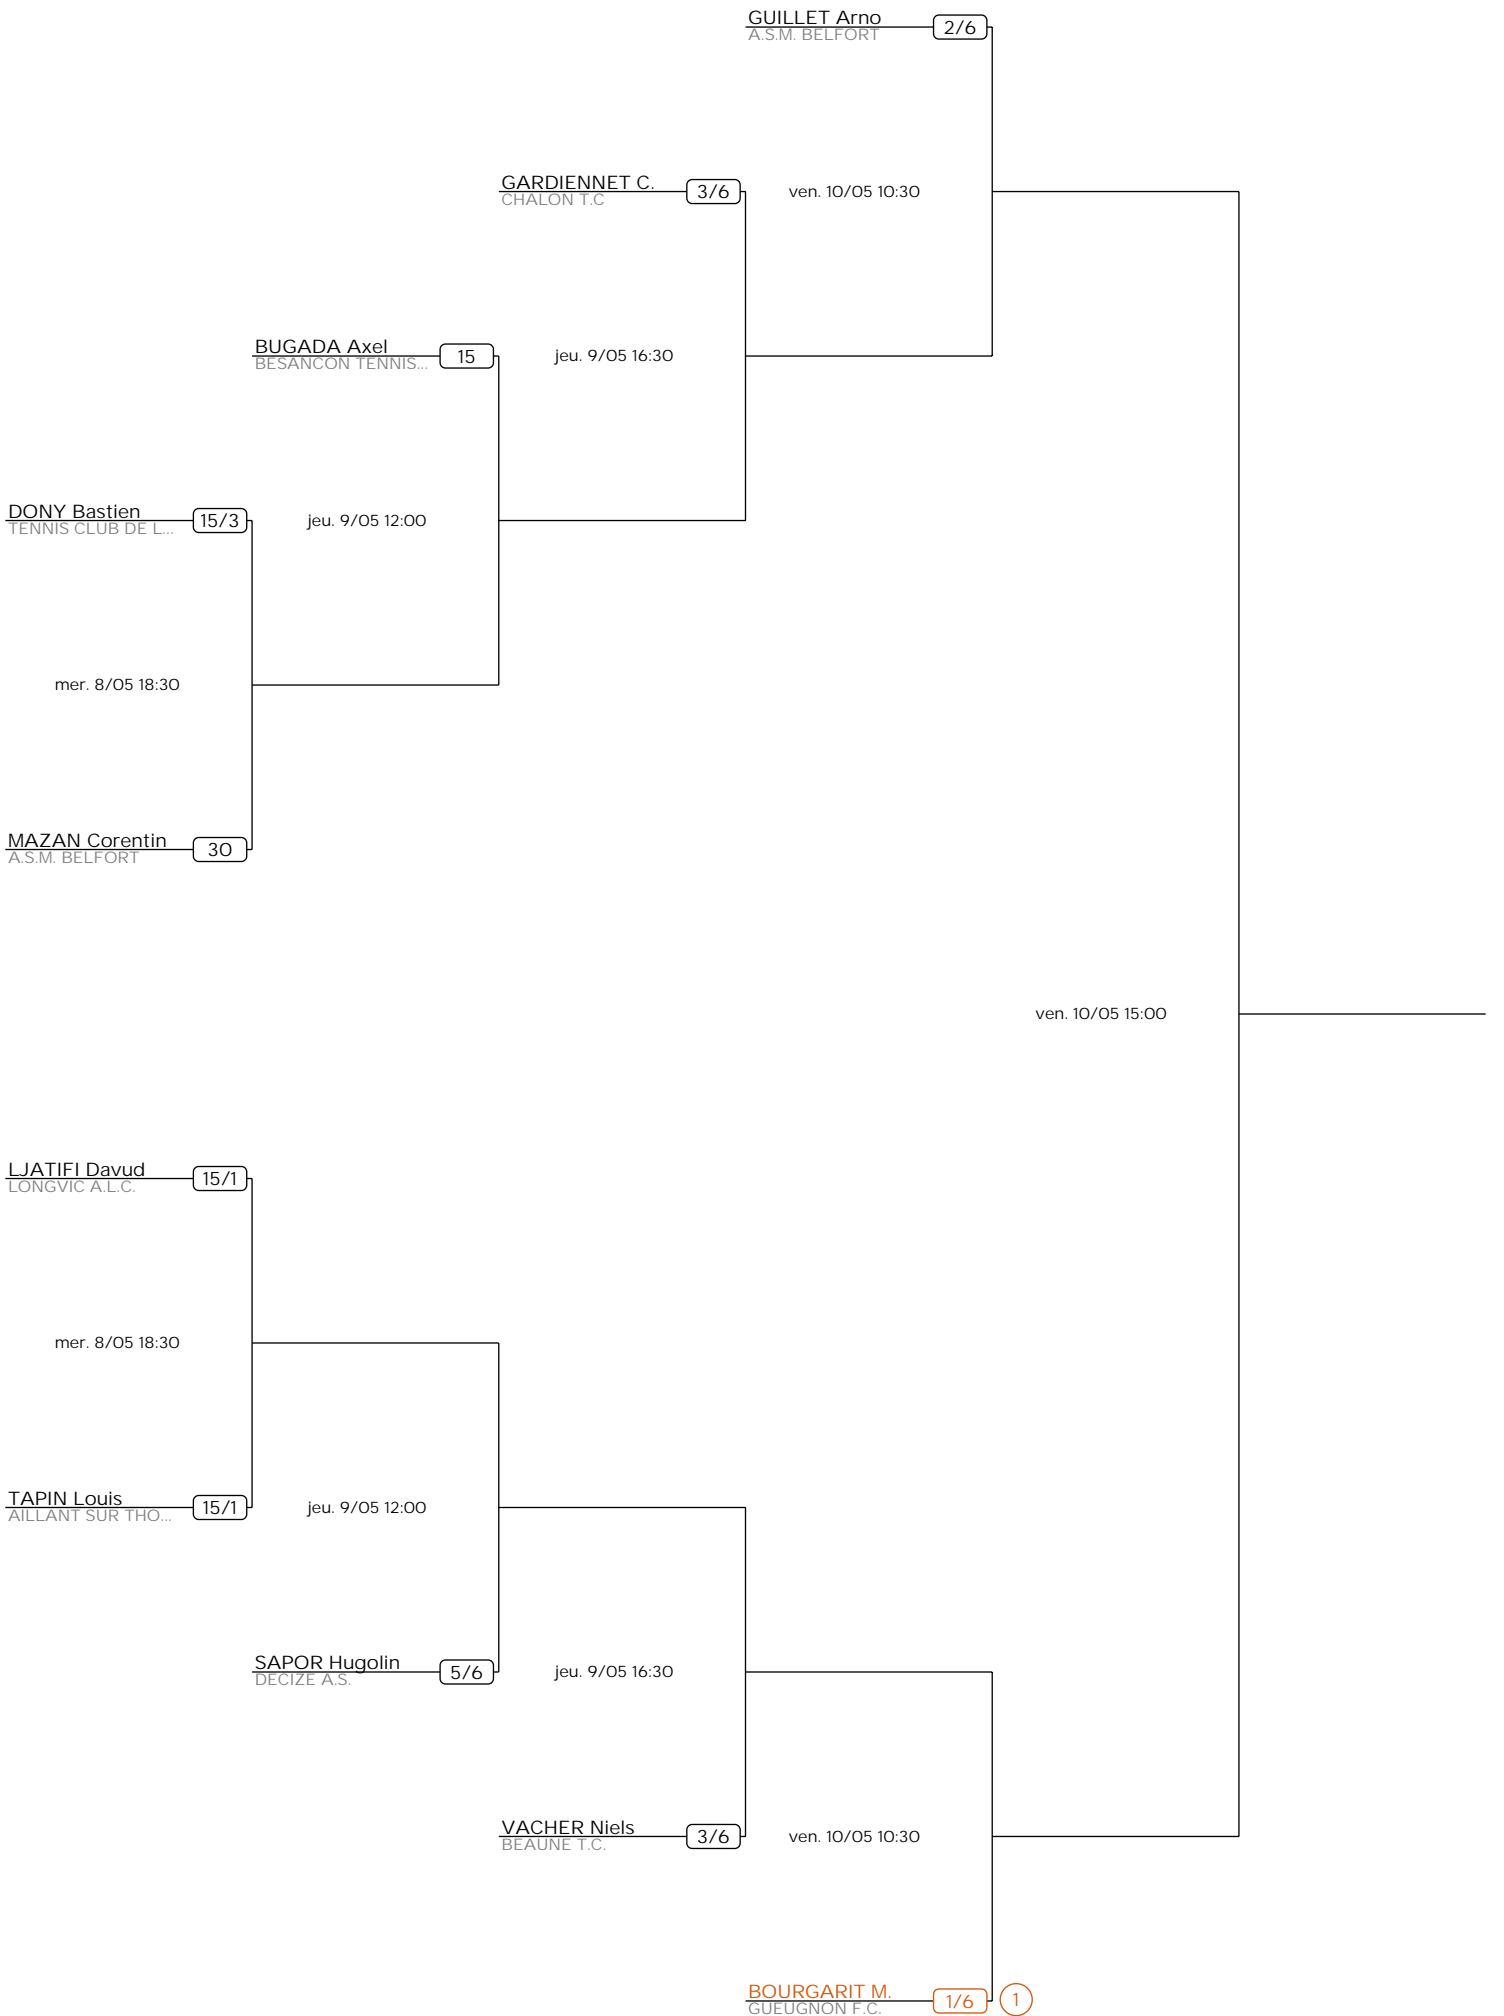 GUILLET Arno
2/6
A.S.M. BELFORT
GARDIENNET C.
3/6
CHALON T.C
ven. 10/05 10:30
BUGADA Axel
15
BESANCON TENNIS...
jeu. 9/05 16:30
DONY Bastien
15/3
TENNIS CLUB DE L...
jeu. 9/05 12:00
mer. 8/05 18:30
MAZAN Corentin
30
A.S.M. BELFORT
ven. 10/05 15:00
LJATIFI Davud
15/1
LONGVIC A.L.C.
mer. 8/05 18:30
TAPIN Louis
15/1
AILLANT SUR THO...
jeu. 9/05 12:00
SAPOR Hugolin
5/6
DECIZE A.S.
jeu. 9/05 16:30
VACHER Niels
3/6
BEAUNE T.C.
ven. 10/05 10:30
BOURGARIT M.
1/6
1
GUEUGNON F.C.